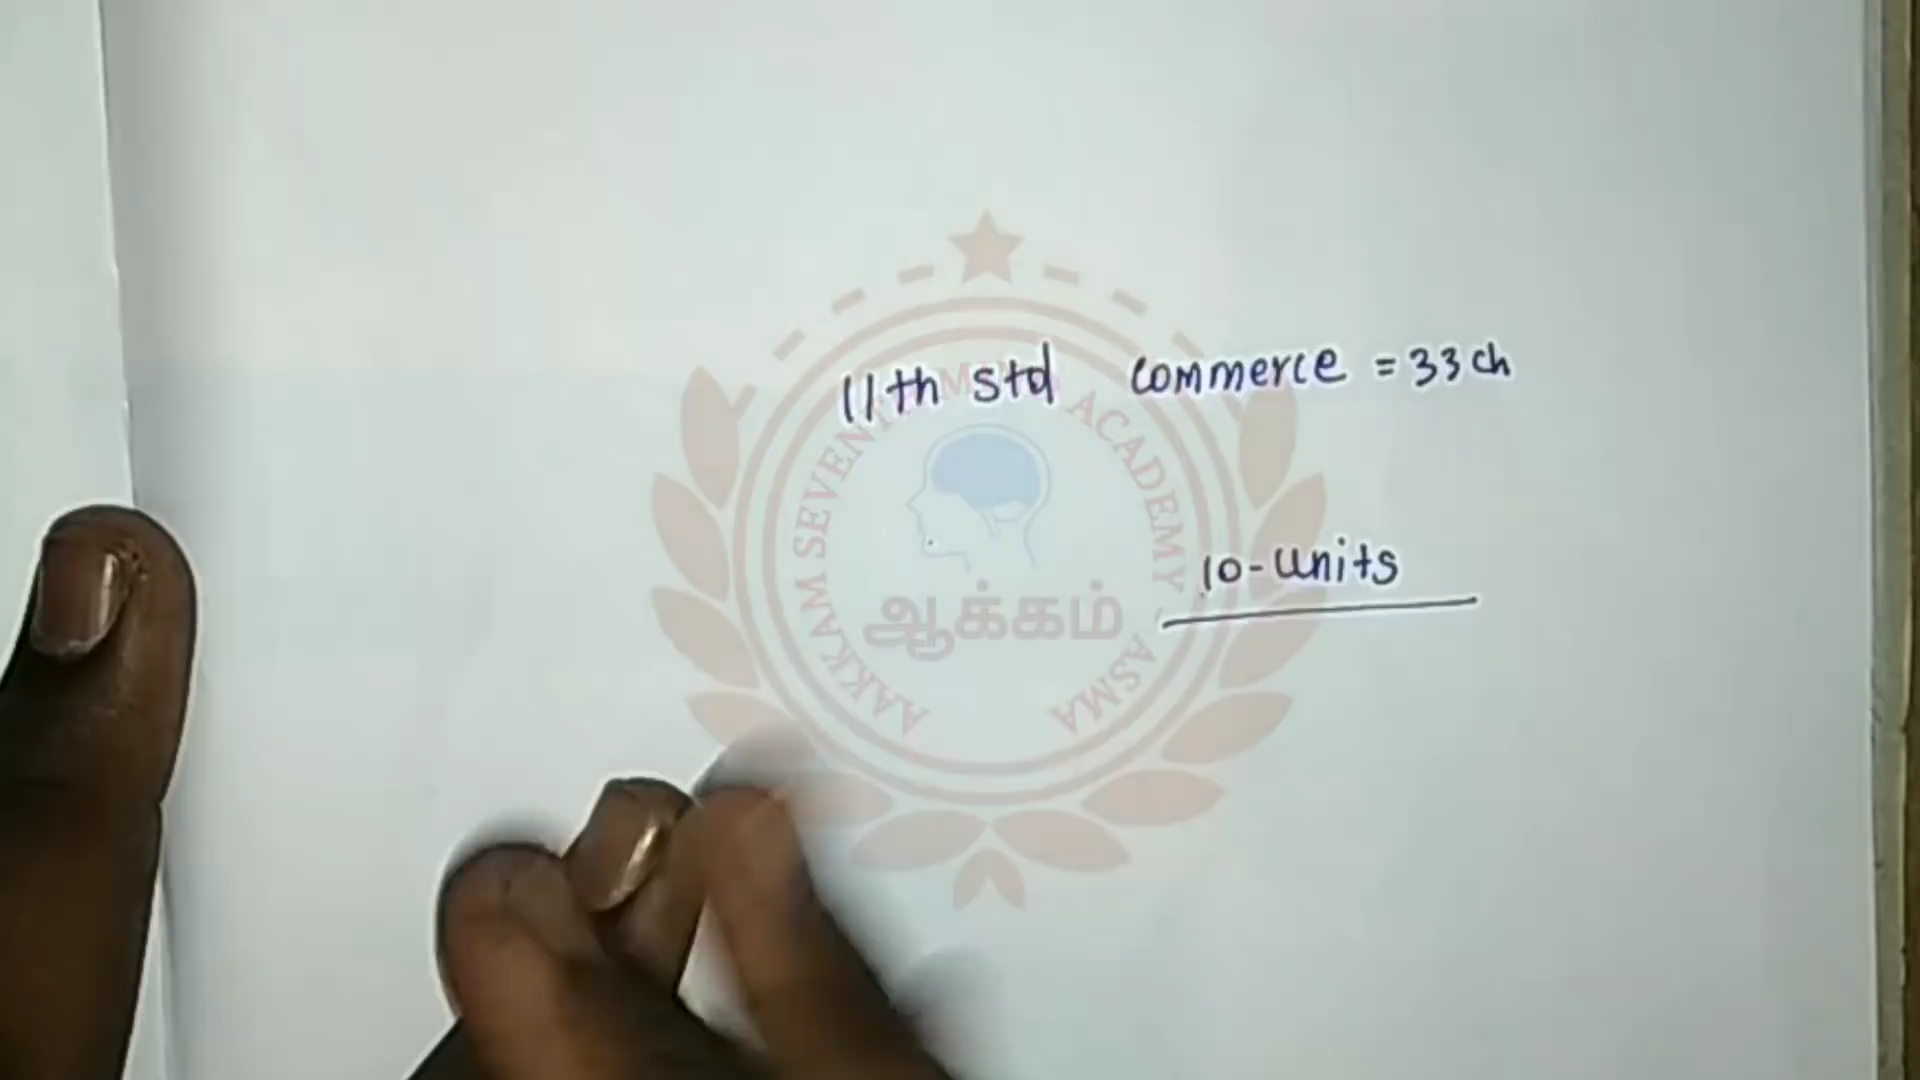 11th std commerce = 33 ch
10-units
AAKKAM SEVEN ACADEMY - ASMA
ஆக்கம்